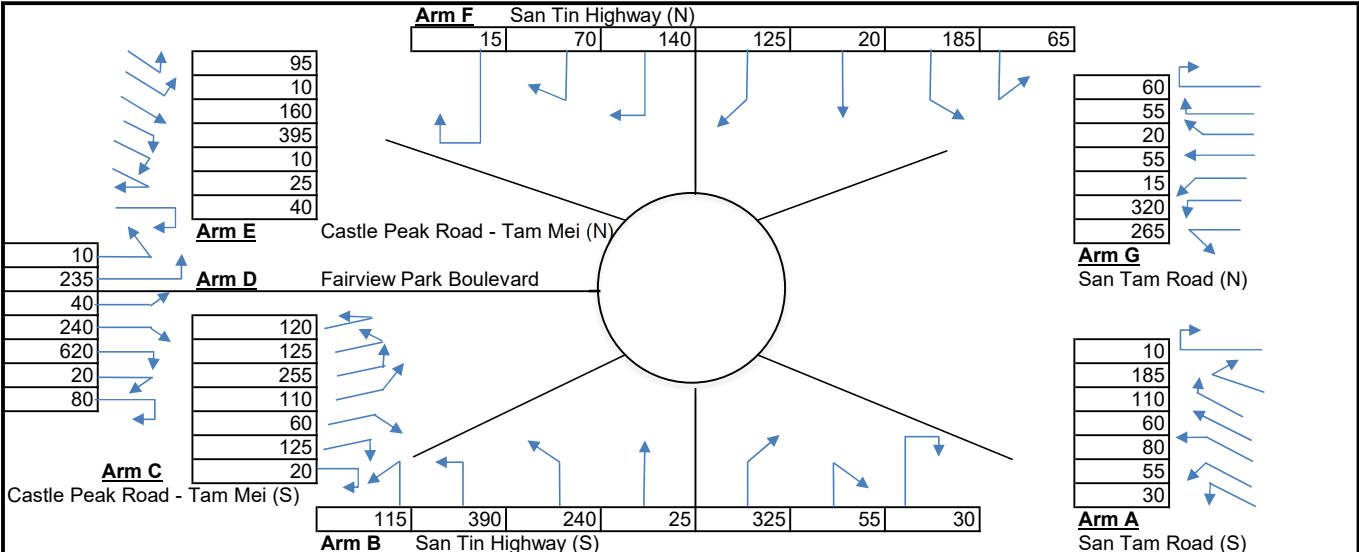 Arm F San Tin Highway (N)
15 70 140 125 20 185 65
95
10
160
395
10
25
40
Arm E Castle Peak Road - Tam Mei (N)
60
55
20
55
15
320
265
Arm G
San Tam Road (N)
10
235
40
240
620
20
80
Arm D Fairview Park Boulevard
120
125
255
110
60
125
20
Arm C
Castle Peak Road - Tam Mei (S)
10
185
110
60
80
55
30
Arm A
San Tam Road (S)
115 390 240 25 325 55 30
Arm B San Tin Highway (S)